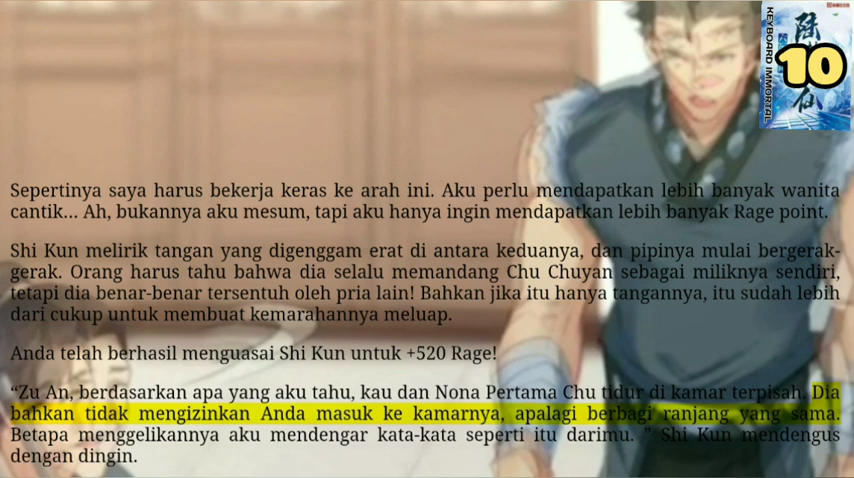 KEYBOARD IMMORTAL
10
Sepertinya saya harus bekerja keras ke arah ini. Aku perlu mendapatkan lebih banyak wanita
cantik... Ah, bukannya aku mesum, tapi aku hanya ingin mendapatkan lebih banyak Rage point.
Shi Kun melirik tangan yang digenggam erat di antara keduanya, dan pipinya mulai bergerak-
gerak. Orang harus tahu bahwa dia selalu memandang Chu Chuyan sebagai miliknya sendiri,
tetapi dia benar-benar tersentuh oleh pria lain! Bahkan jika itu hanya tangannya, itu sudah lebih
dari cukup untuk membuat kemarahannya meluap.
Anda telah berhasil menguasai Shi Kun untuk +520 Rage!
“Zu An, berdasarkan apa yang aku tahu, kau dan Nona Pertama Chu tidur di kamar terpisah. Dia
bahkan tidak mengizinkan Anda masuk ke kamarnya, apalagi berbagi ranjang yang sama.
Betapa menggelikannya aku mendengar kata-kata seperti itu darimu. ” Shi Kun mendengus
dengan dingin.